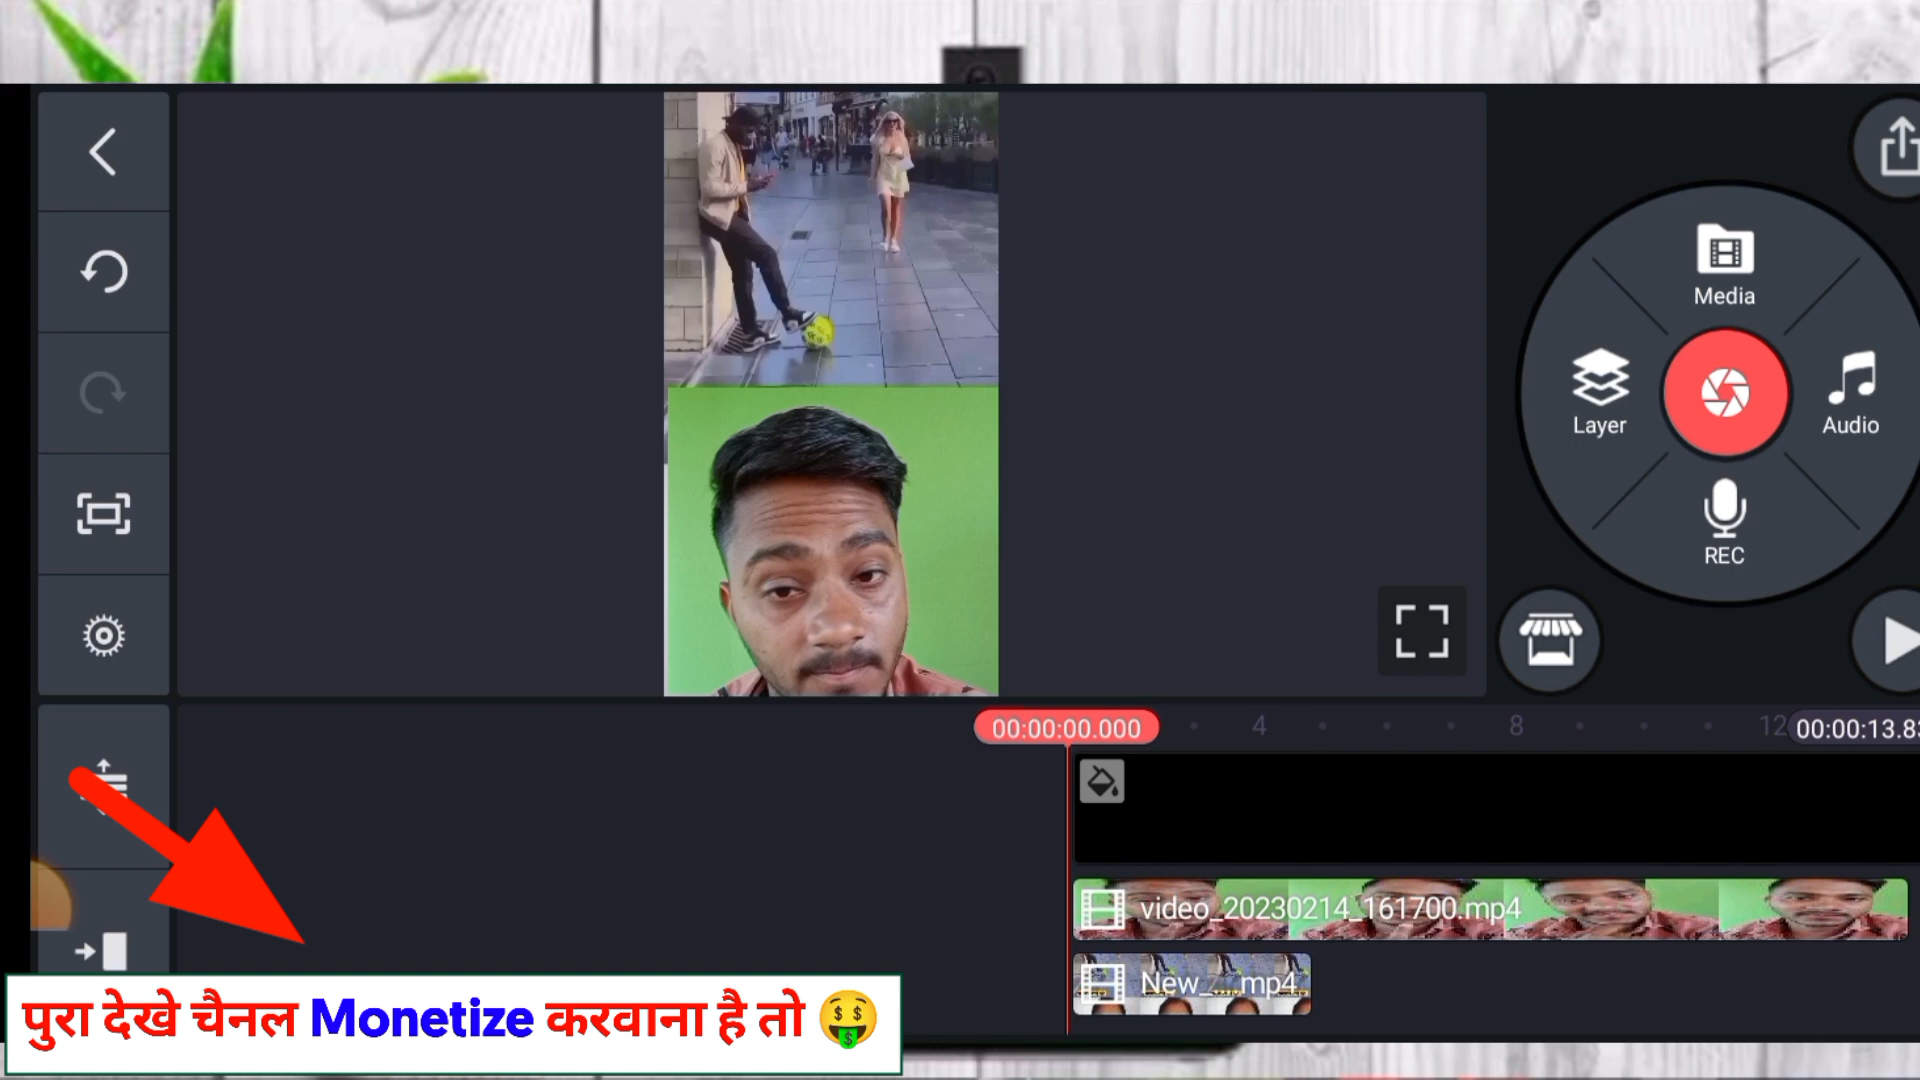 Media
Layer
Audio
REC
00:00:00.000
4
8
12
00:00:13.83
video_20230214_161700.mp4
New_
mp4
पुरा देखे चैनल Monetize करवाना है तो 🤑